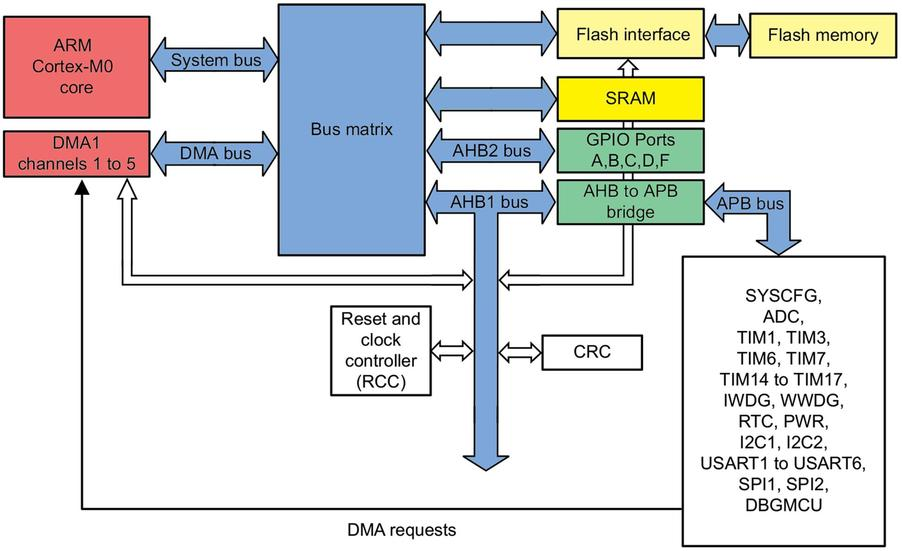 ARM
Cortex-M0
core
System bus
Bus matrix
Flash interface
Flash memory
SRAM
DMA1
channels 1 to 5
DMA bus
AHB2 bus
GPIO Ports
A,B,C,D,F
AHB1 bus
AHB to APB
bridge
APB bus
Reset and
clock
controller
(RCC)
CRC
SYSCFG,
ADC,
TIM1, TIM3,
TIM6, TIM7,
TIM14 to TIM17,
IWDG, WWDG,
RTC, PWR,
I2C1, I2C2,
USART1 to USART6,
SPI1, SPI2,
DBGMCU
DMA requests